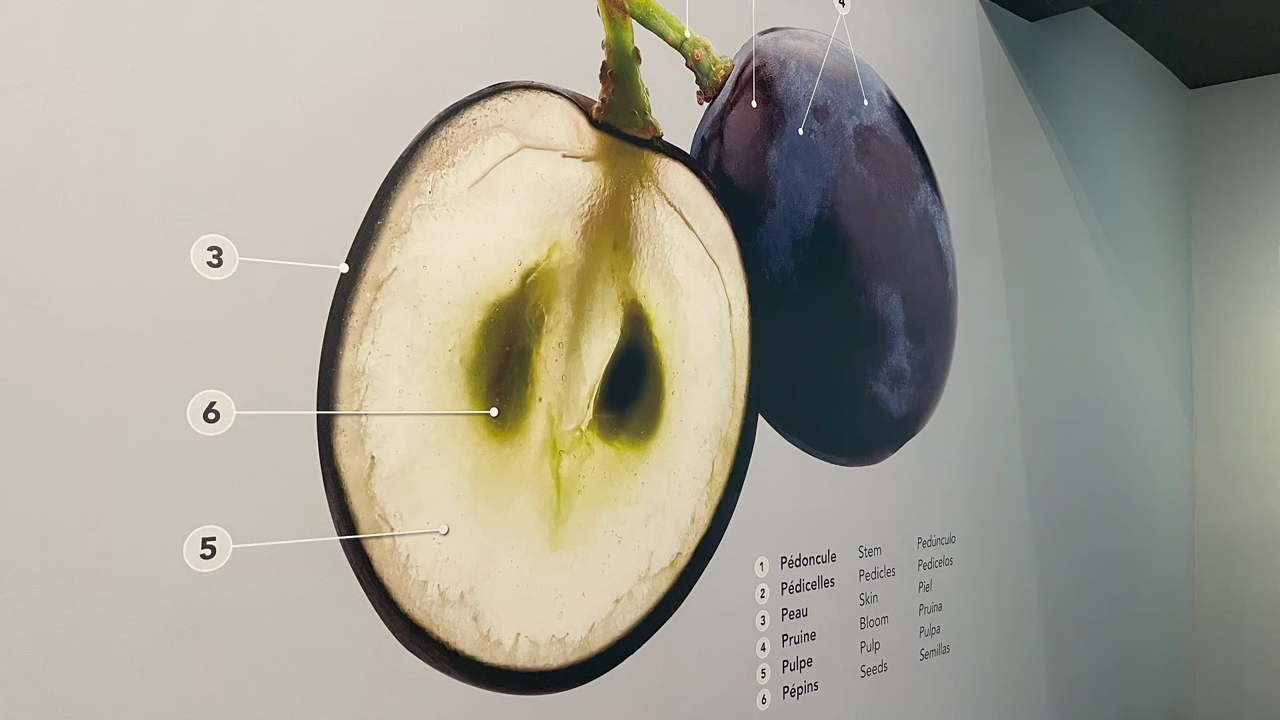 4
3
6
5
1 Pédoncule Stem Pedúnculo
2 Pédicelles Pedicles Pedicelos
3 Peau Skin Piel
4 Pruine Bloom Pruína
5 Pulpe Pulp Pulpa
6 Pépins Seeds Semillas